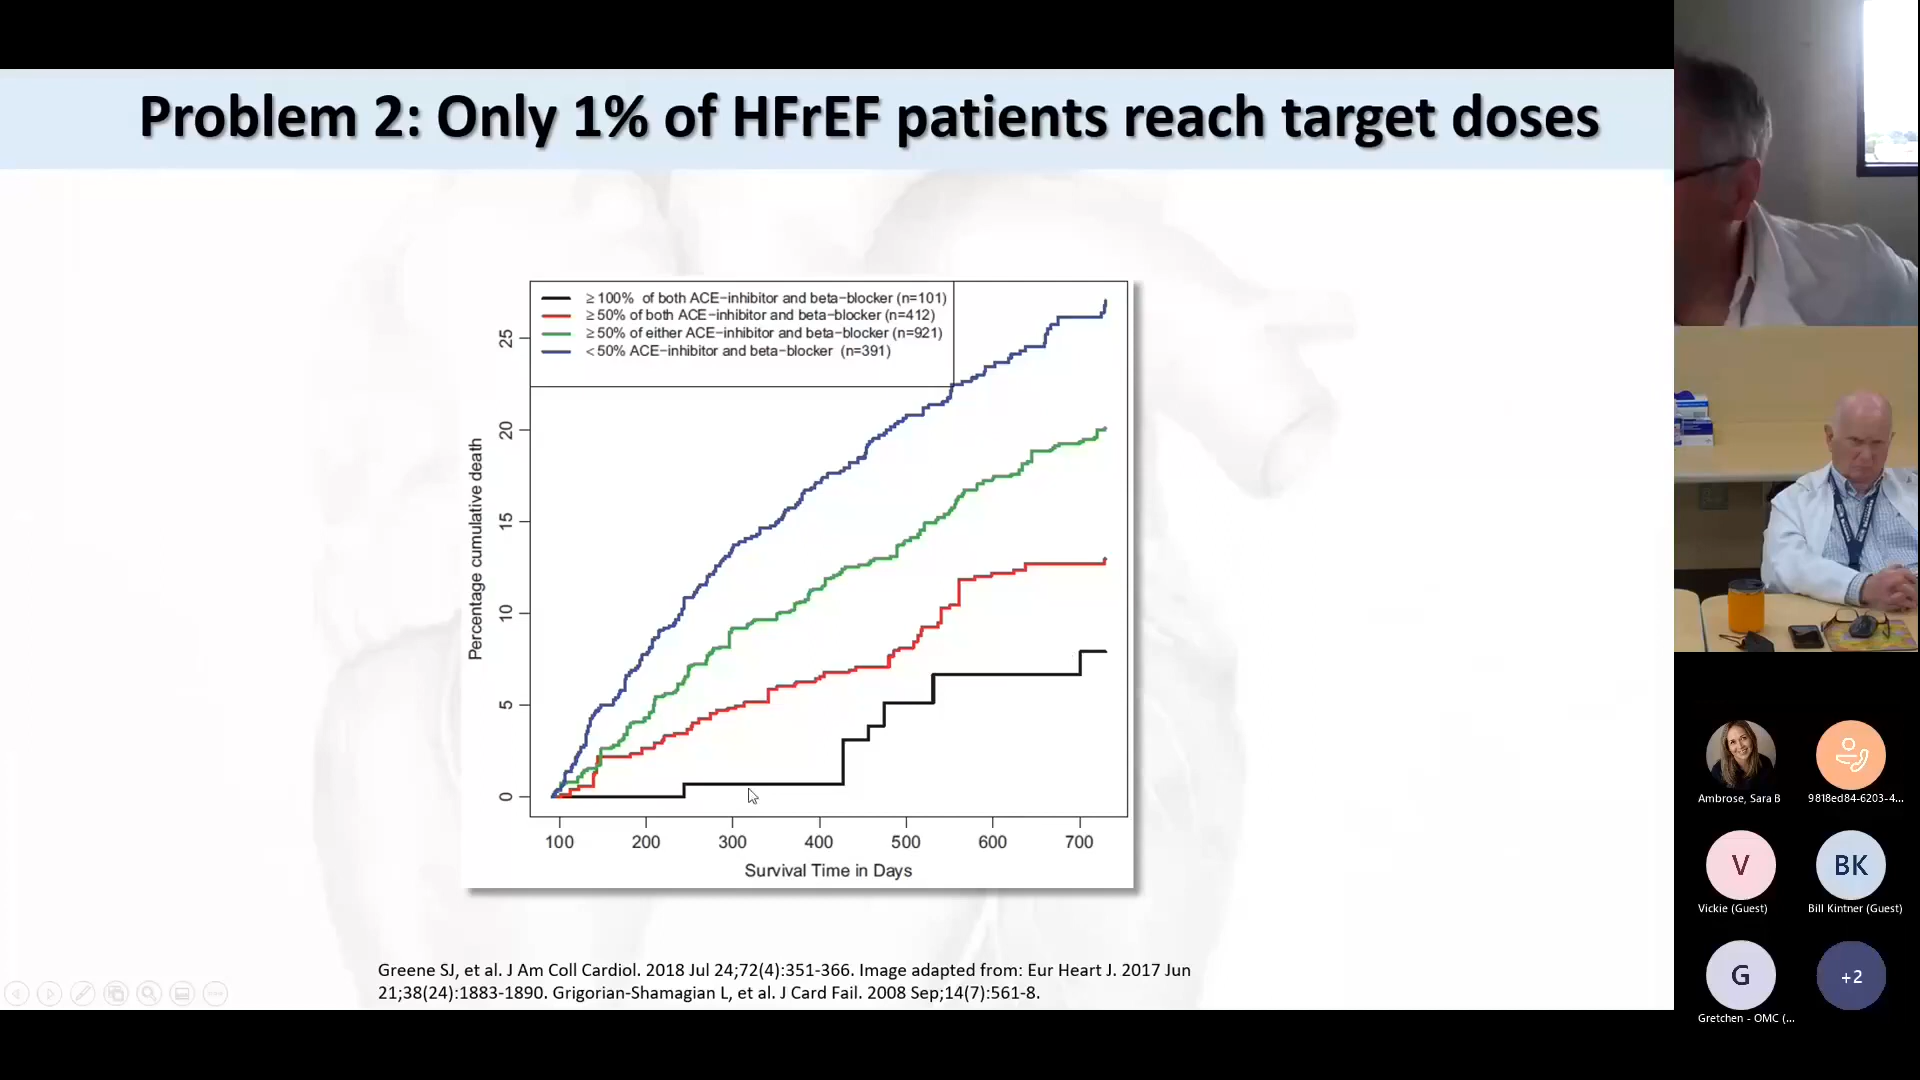 Problem 2: Only 1% of HFrEF patients reach target doses
≥100% of both ACE−inhibitor and beta−blocker (n=101)
≥50% of both ACE−inhibitor and beta−blocker (n=412)
≥50% of either ACE−inhibitor and beta−blocker (n=921)
<50% ACE−inhibitor and beta−blocker (n=391)
Percentage cumulative death
25
20
15
10
5
0
100 200 300 400 500 600 700
Survival Time in Days
Greene SJ, et al. J Am Coll Cardiol. 2018 Jul 24;72(4):351-366. Image adapted from: Eur Heart J. 2017 Jun
21;38(24):1883-1890. Grigorian-Shamagian L, et al. J Card Fail. 2008 Sep;14(7):561-8.
Ambrose, Sara B
9818ed84-6203-4...
V
BK
Vickie (Guest)
Bill Kintner (Guest)
G
+2
Gretchen - OMC (...